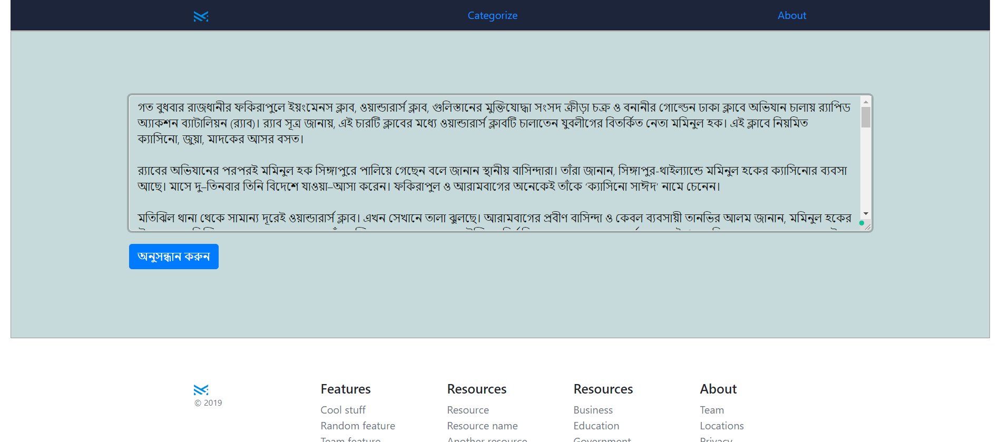 Categorize
About
গত বুধবার রাজধানীর ফকিরাপুলে ইয়ংমেনস ক্লাব, ওয়ান্ডারার্স ক্লাব, গুলিস্তানের মুক্তিযোদ্ধা সংসদ ক্রীড়া চক্র ও বনানীর গোল্ডেন ঢাকা ক্লাবে অভিযান চালায় র‍্যাপিড
অ্যাকশন ব্যাটালিয়ন (র‍্যাব)। র‍্যাব সূত্র জানায়, এই চারটি ক্লাবের মধ্যে ওয়ান্ডারার্স ক্লাবটি চালাতেন যুবলীগের বিতর্কিত নেতা মমিনুল হক। এই ক্লাবে নিয়মিত
ক্যাসিনো, জুয়া, মাদকের আসর বসত।
র‍্যাবের অভিযানের পরপরই মমিনুল হক সিঙ্গাপুরে পালিয়ে গেছেন বলে জানান স্থানীয় বাসিন্দারা। তাঁরা জানান, সিঙ্গাপুর-থাইল্যান্ডে মমিনুল হকের ক্যাসিনোর ব্যবসা
আছে। মাসে দু–তিনবার তিনি বিদেশে যাওয়া–আসা করেন। ফকিরাপুল ও আরামবাগের অনেকেই তাঁকে ‘ক্যাসিনো সাঈদ’ নামে চেনেন।
মতিঝিল থানা থেকে সামান্য দূরেই ওয়ান্ডারার্স ক্লাব। এখন সেখানে তালা ঝুলছে। আরামবাগের প্রবীণ বাসিন্দা ও কেবল ব্যবসায়ী তানভির আলম জানান, মমিনুল হকের
অনুসন্ধান করুন
© 2019
Features
Cool stuff
Random feature
Team feature
Resources
Resource
Resource name
Another resource
Resources
Business
Education
Government
About
Team
Locations
Privacy